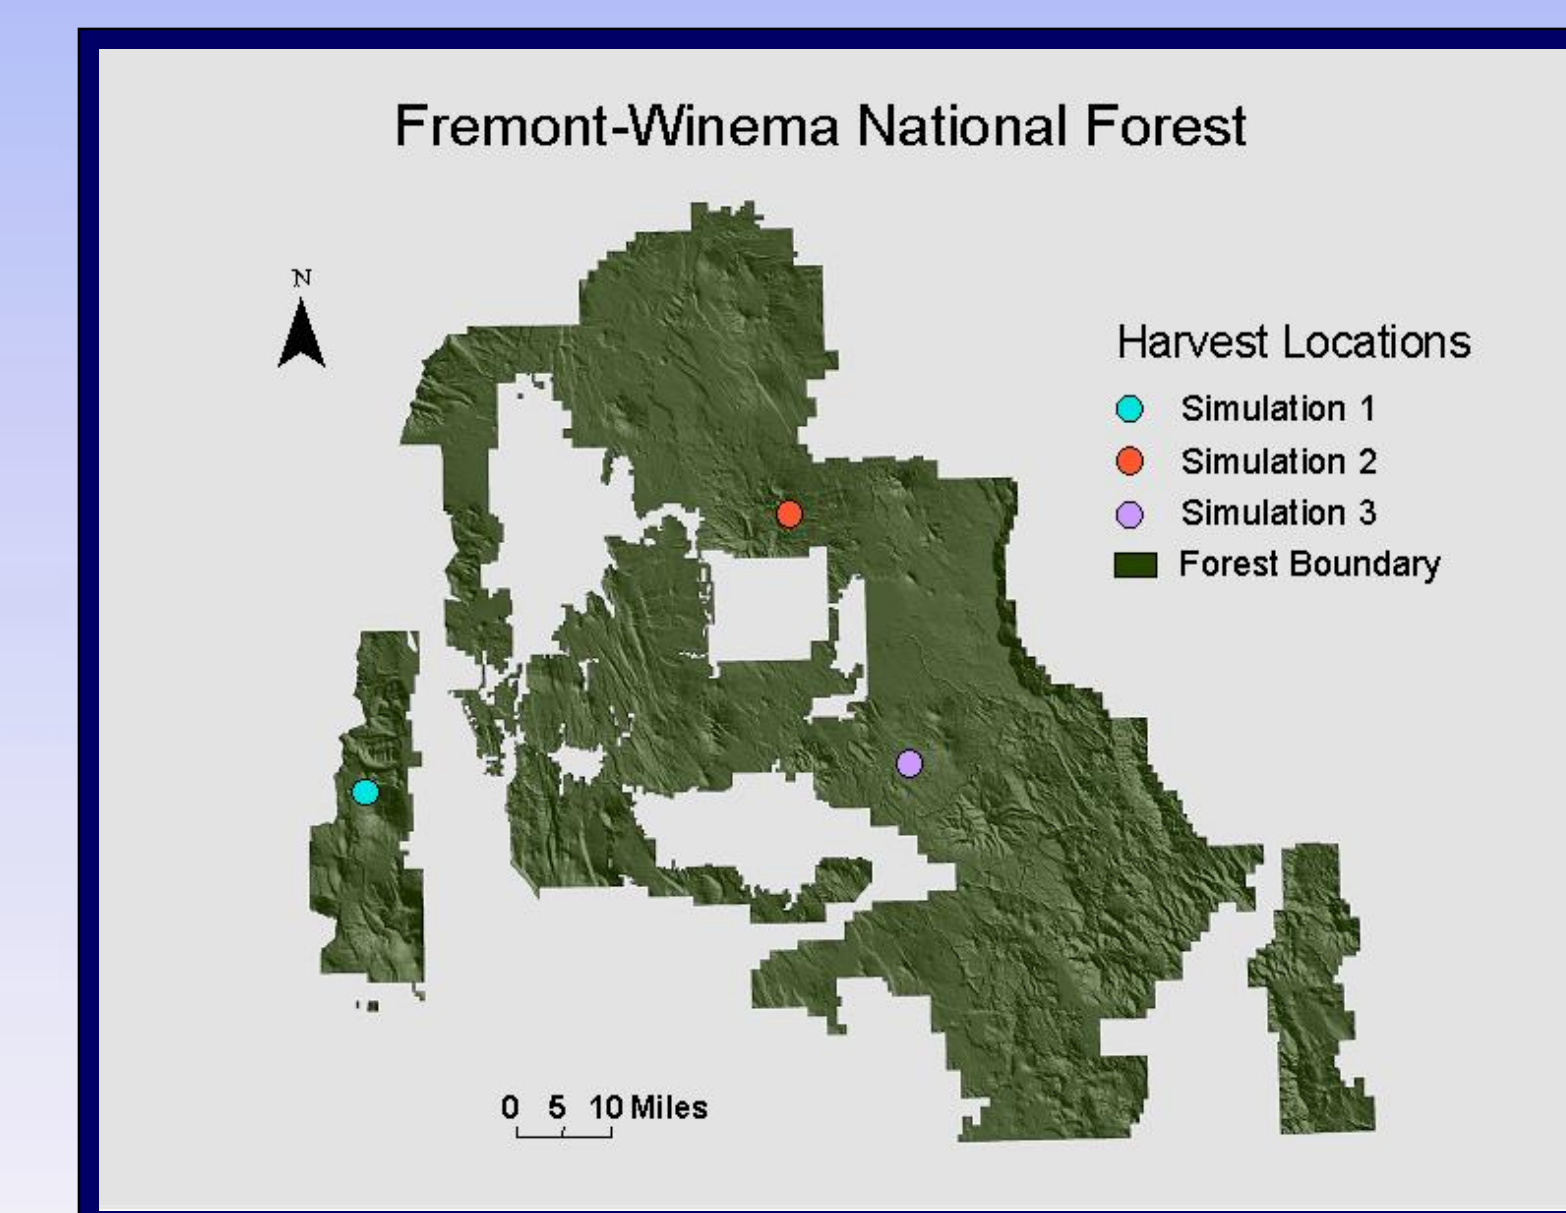 Fremont-Winema National Forest
N
Harvest Locations
Simulation 1
Simulation 2
Simulation 3
Forest Boundary
0 5 10 Miles